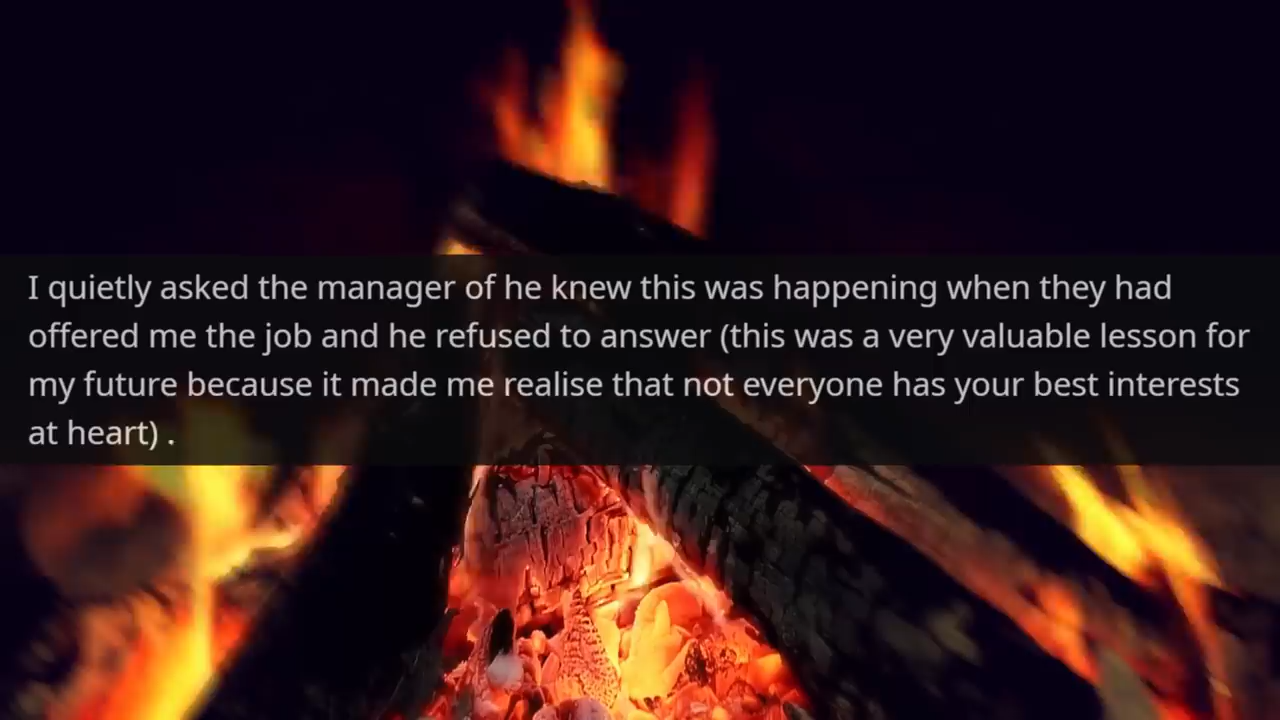 I quietly asked the manager of he knew this was happening when they had
offered me the job and he refused to answer (this was a very valuable lesson for
my future because it made me realise that not everyone has your best interests
at heart) .